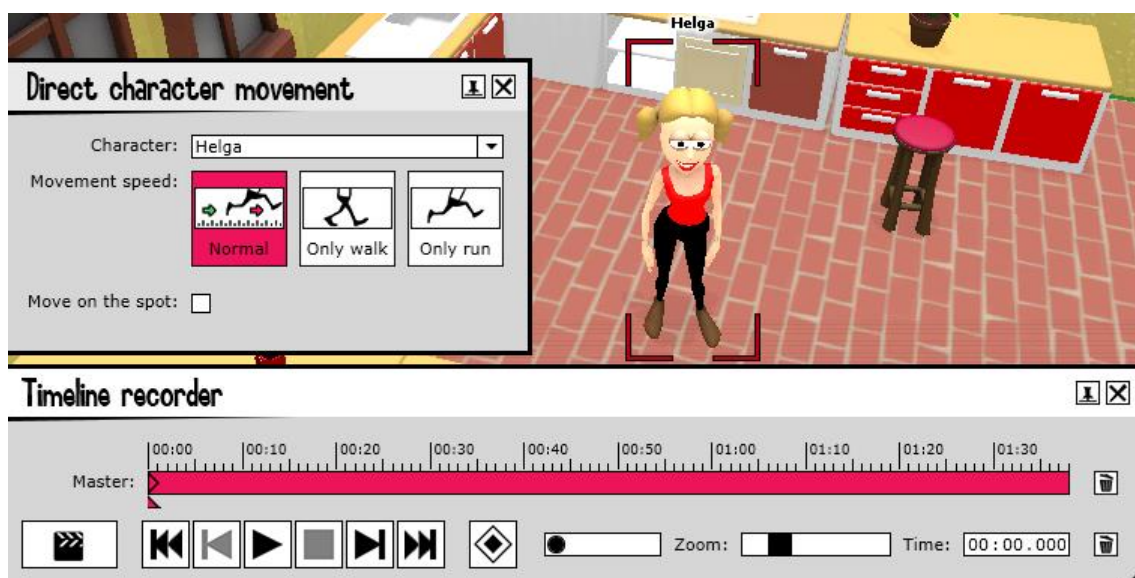 Helga
Direct character movement
Character: Helga
Movement speed:
Normal Only walk Only run
Move on the spot:
Timeline recorder
00:00 00:10 00:20 00:30 00:40 00:50 01:00 01:10 01:20 01:30
Master:
Zoom: Time: 00:00.000